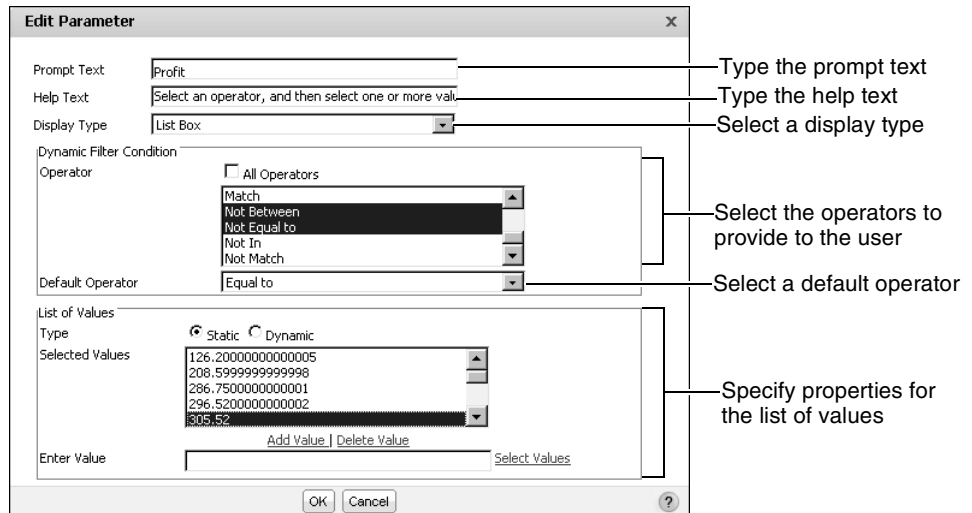 Edit Parameter x
Prompt Text Profit Type the prompt text
Help Text Select an operator, and then select one or more valu Type the help text
Display Type List Box Select a display type
Dynamic Filter Condition
Operator All Operators
Match
Not Between
Not Equal to
Not In
Not Match
Select the operators to
provide to the user
Default Operator Equal to Select a default operator
List of Values
Type Static Dynamic
Selected Values 126.20000000000005
208.5999999999998
286.7500000000001
296.5200000000002
305.52
Specify properties for
the list of values
Add Value | Delete Value
Enter Value Select Values
OK Cancel ?